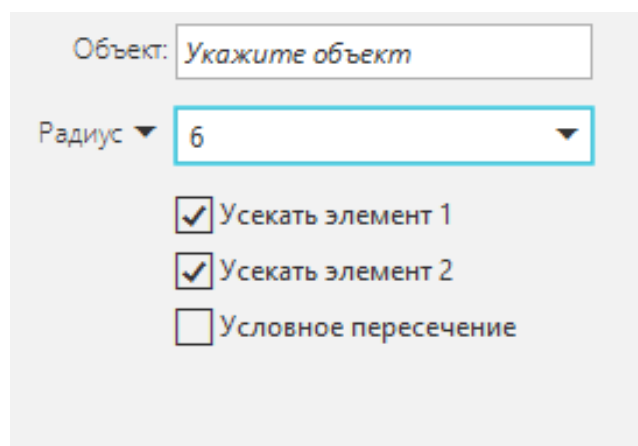 Объект: Укажите объект
Радиус 6
Усекать элемент 1
Усекать элемент 2
Условное пересечение